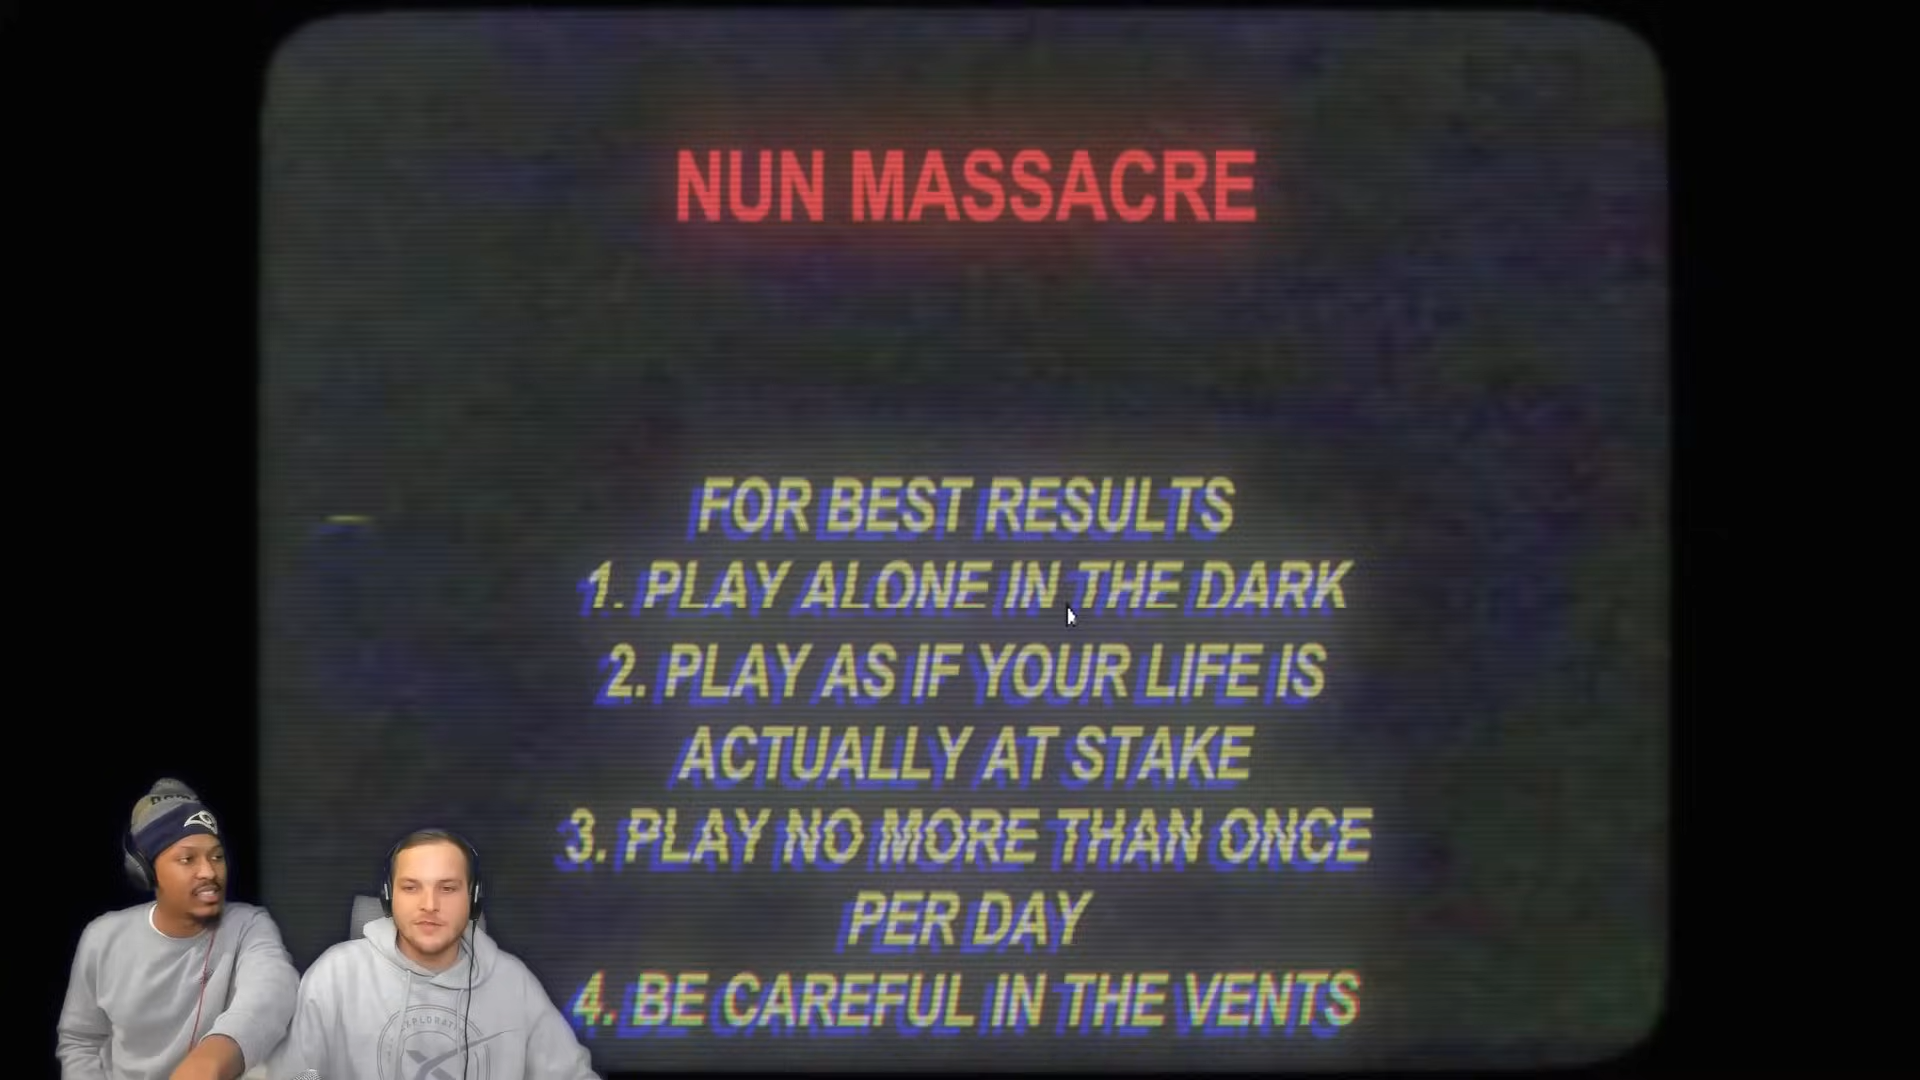 NUN MASSACRE
FOR BEST RESULTS
1. PLAY ALONE IN THE DARK
2. PLAY AS IF YOUR LIFE IS
ACTUALLY AT STAKE
3. PLAY NO MORE THAN ONCE
PER DAY
4. BE CAREFUL IN THE VENTS